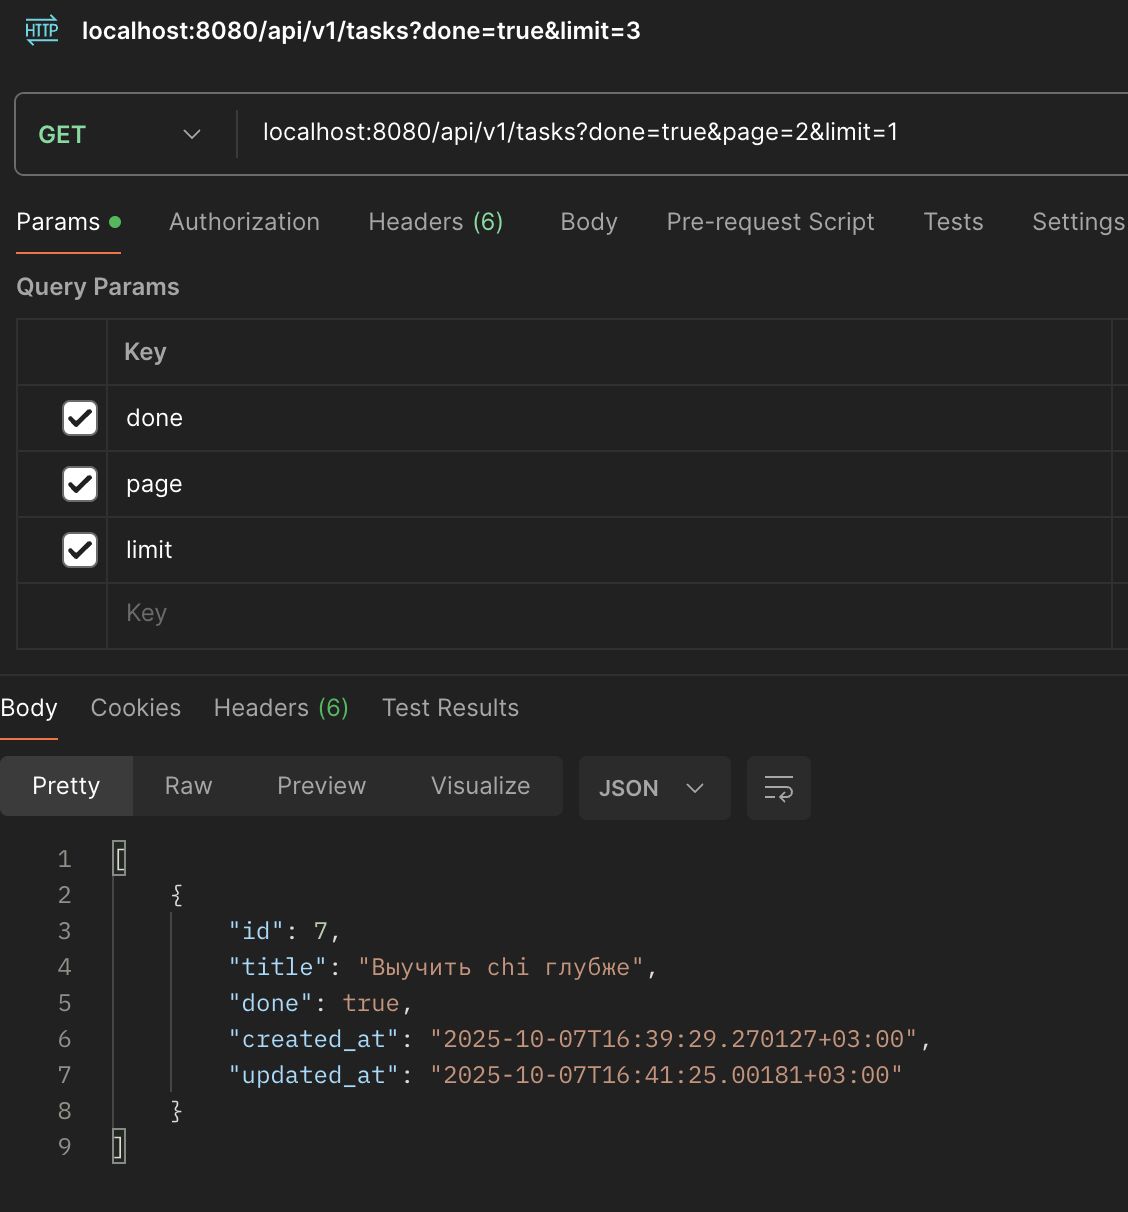 HTTP localhost:8080/api/v1/tasks?done=true&limit=3
GET localhost:8080/api/v1/tasks?done=true&page=2&limit=1
Params Authorization Headers (6) Body Pre-request Script Tests Settings
Query Params
Key
done
page
limit
Key
Body Cookies Headers (6) Test Results
Pretty Raw Preview Visualize JSON
1 [
2 {
3 "id": 7,
4 "title": "Выучить chi глубже",
5 "done": true,
6 "created_at": "2025-10-07T16:39:29.270127+03:00",
7 "updated_at": "2025-10-07T16:41:25.00181+03:00"
8 }
9 ]